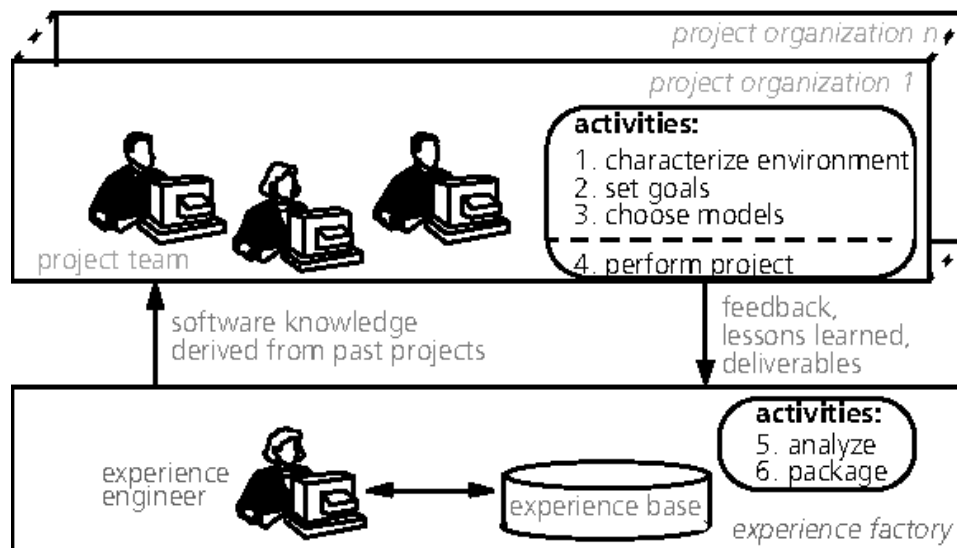 project organization n
project organization 1
activities:
1. characterize environment
2. set goals
3. choose models
4. perform project
project team
software knowledge
derived from past projects
feedback,
lessons learned,
deliverables
activities:
5. analyze
6. package
experience
engineer
experience base
experience factory